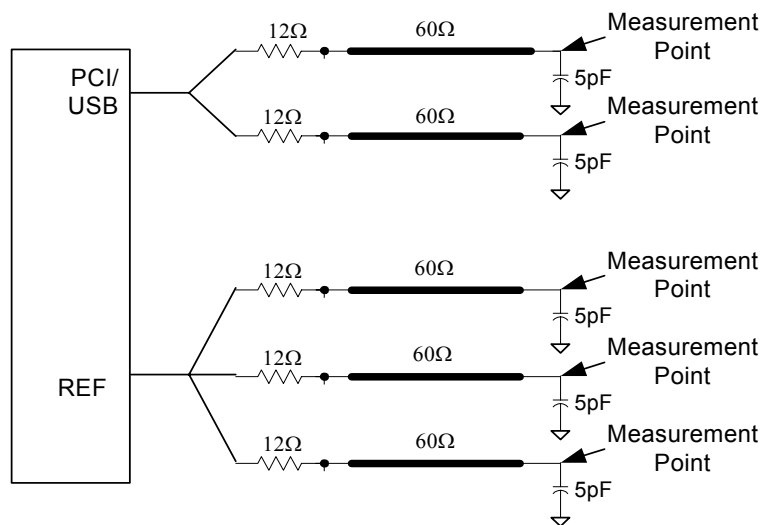 12Ω
60Ω
Measurement
Point
PCI/
USB
5pF
12Ω
60Ω
Measurement
Point
5pF
12Ω
60Ω
Measurement
Point
5pF
REF
12Ω
60Ω
Measurement
Point
5pF
12Ω
60Ω
Measurement
Point
5pF